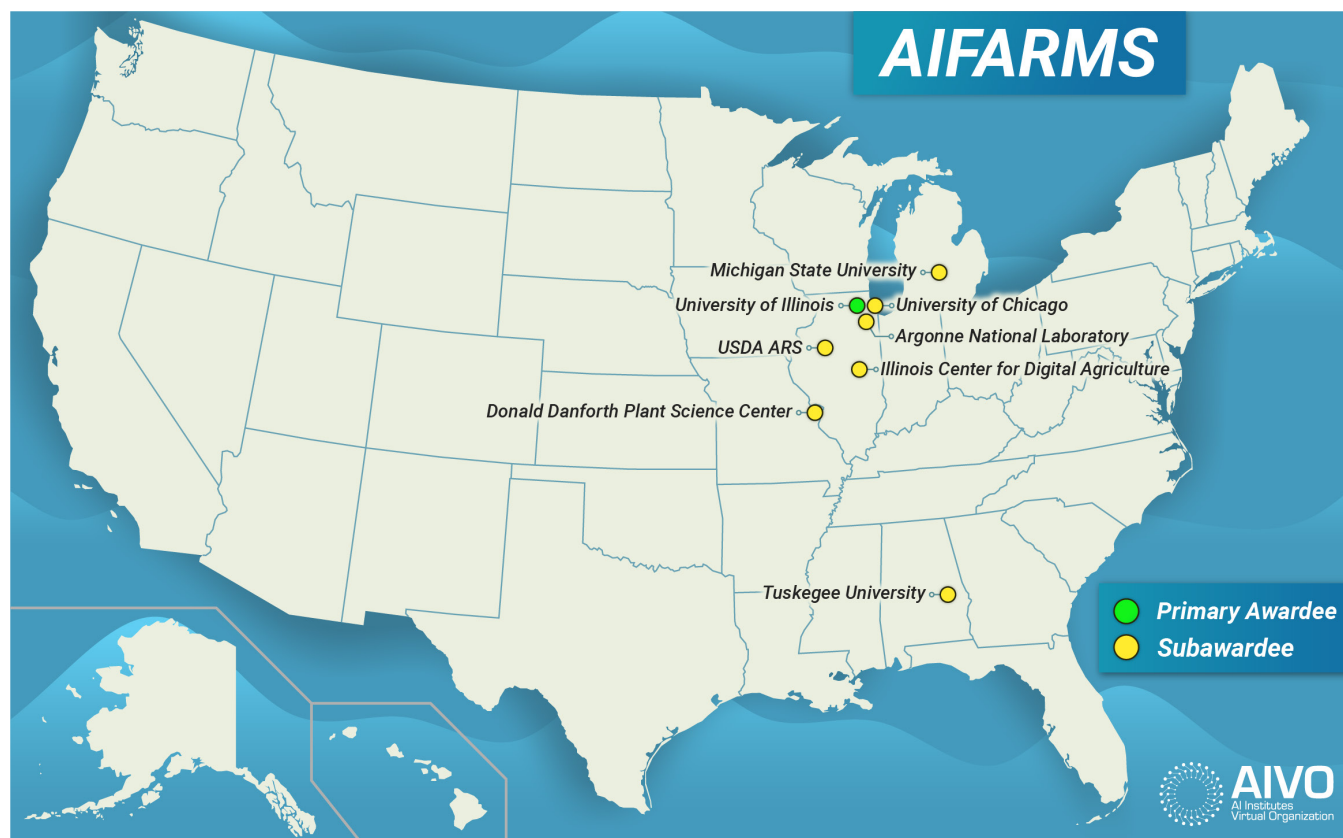 AIFARMS
Michigan State University
University of Illinois
University of Chicago
Argonne National Laboratory
USDA ARS
Illinois Center for Digital Agriculture
Donald Danforth Plant Science Center
Tuskegee University
Primary Awardee
Subawardee
AIVO
AI Institutes
Virtual Organization